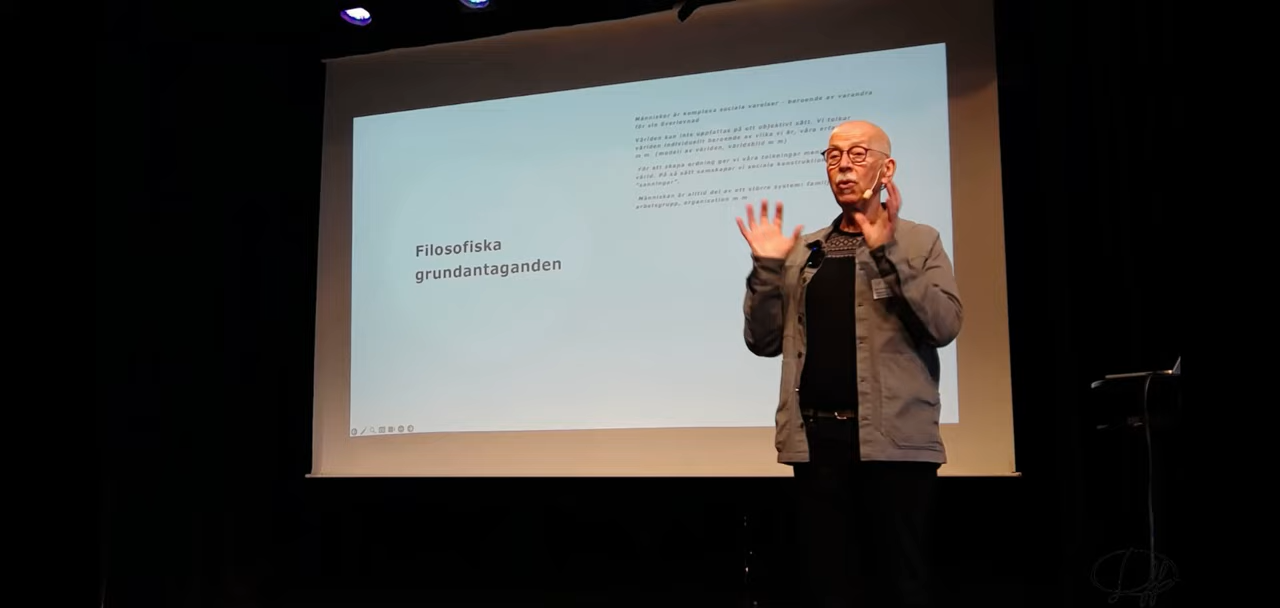 Filosofiska
grundantaganden
Människor är komplexa sociala varelser - beroende av varandra
för sin överlevnad
Världen kan inte uppfattas på ett objektivt sätt. Vi tolkar
världen individuellt beroende av vilka vi är, våra
m m (modell av världen, världsbild m m)
För att skapa ordning ger vi våra tolkningar
värld. På så sätt samskapar vi sociala
"sanningar".
Människan är alltid del av ett större system: familj
arbetsgrupp, organisation m m